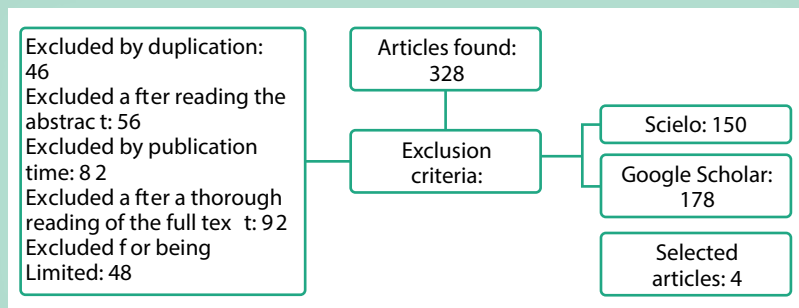 Excluded by duplication:
46
Excluded a fter reading the
abstrac t: 56
Excluded by publication
time: 8 2
Excluded a fter a thorough
reading of the full tex t: 92
Excluded f or being
Limited: 48
Articles found:
328
Exclusion
criteria:
Scielo: 150
Google Scholar:
178
Selected
articles: 4